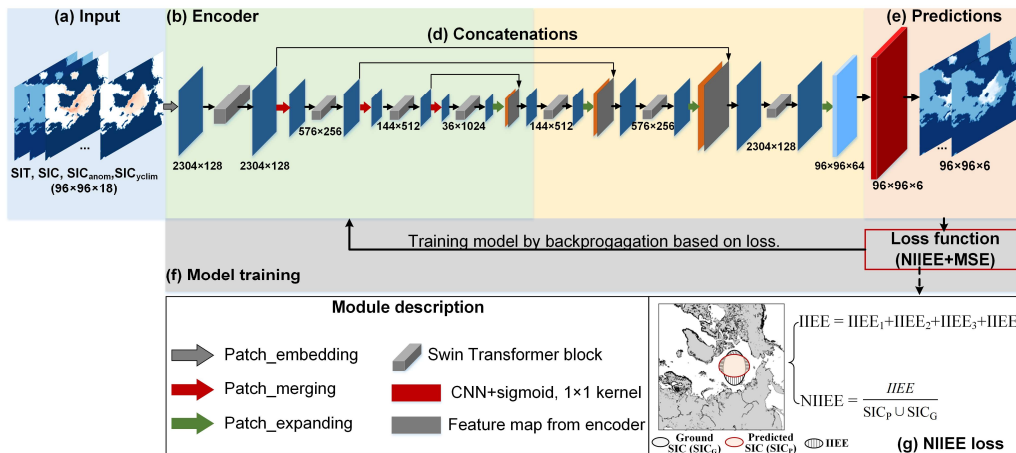 (a) Input
(b) Encoder
(d) Concatenations
(e) Predictions
2304×128
2304×128
576×256
144×512
36×1024
144×512
576×256
2304×128
96×96×64
96×96×6
96×96×6
...
...
SIT, SIC, SICanom,SICyclim
(96×96×18)
Training model by backpropagation based on loss.
Loss function
(NIIEE+MSE)
(f) Model training
Module description
Patch_embedding
Swin Transformer block
Patch_merging
CNN+sigmoid, 1×1 kernel
Patch_expanding
Feature map from encoder
IIEE = IIEE1+IIEE2+IIEE3+IIEE
NIIEE = IIEE
SICP ∪ SICG
Ground
SIC (SICG)
Predicted
SIC (SICP)
IIEE
(g) NIIEE loss